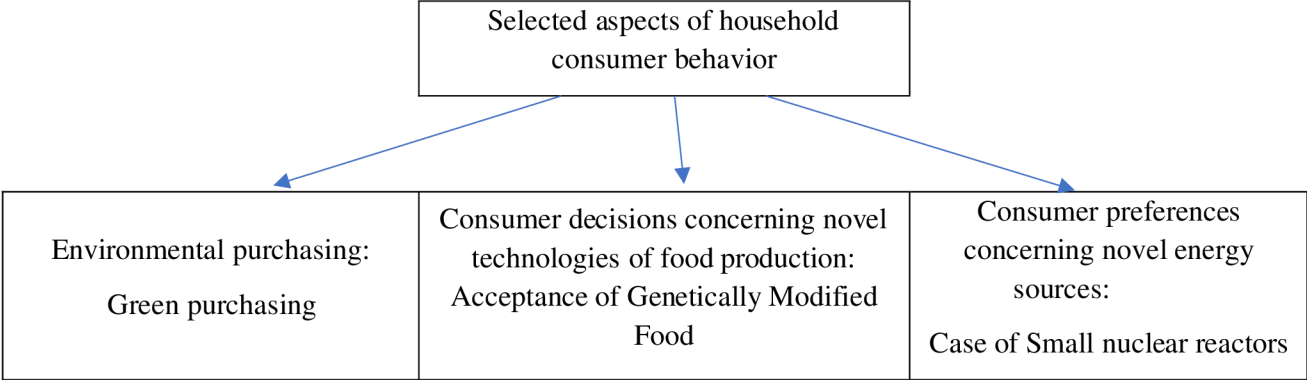 Selected aspects of household
consumer behavior
Environmental purchasing:
Green purchasing
Consumer decisions concerning novel
technologies of food production:
Acceptance of Genetically Modified
Food
Consumer preferences
concerning novel energy
sources:
Case of Small nuclear reactors